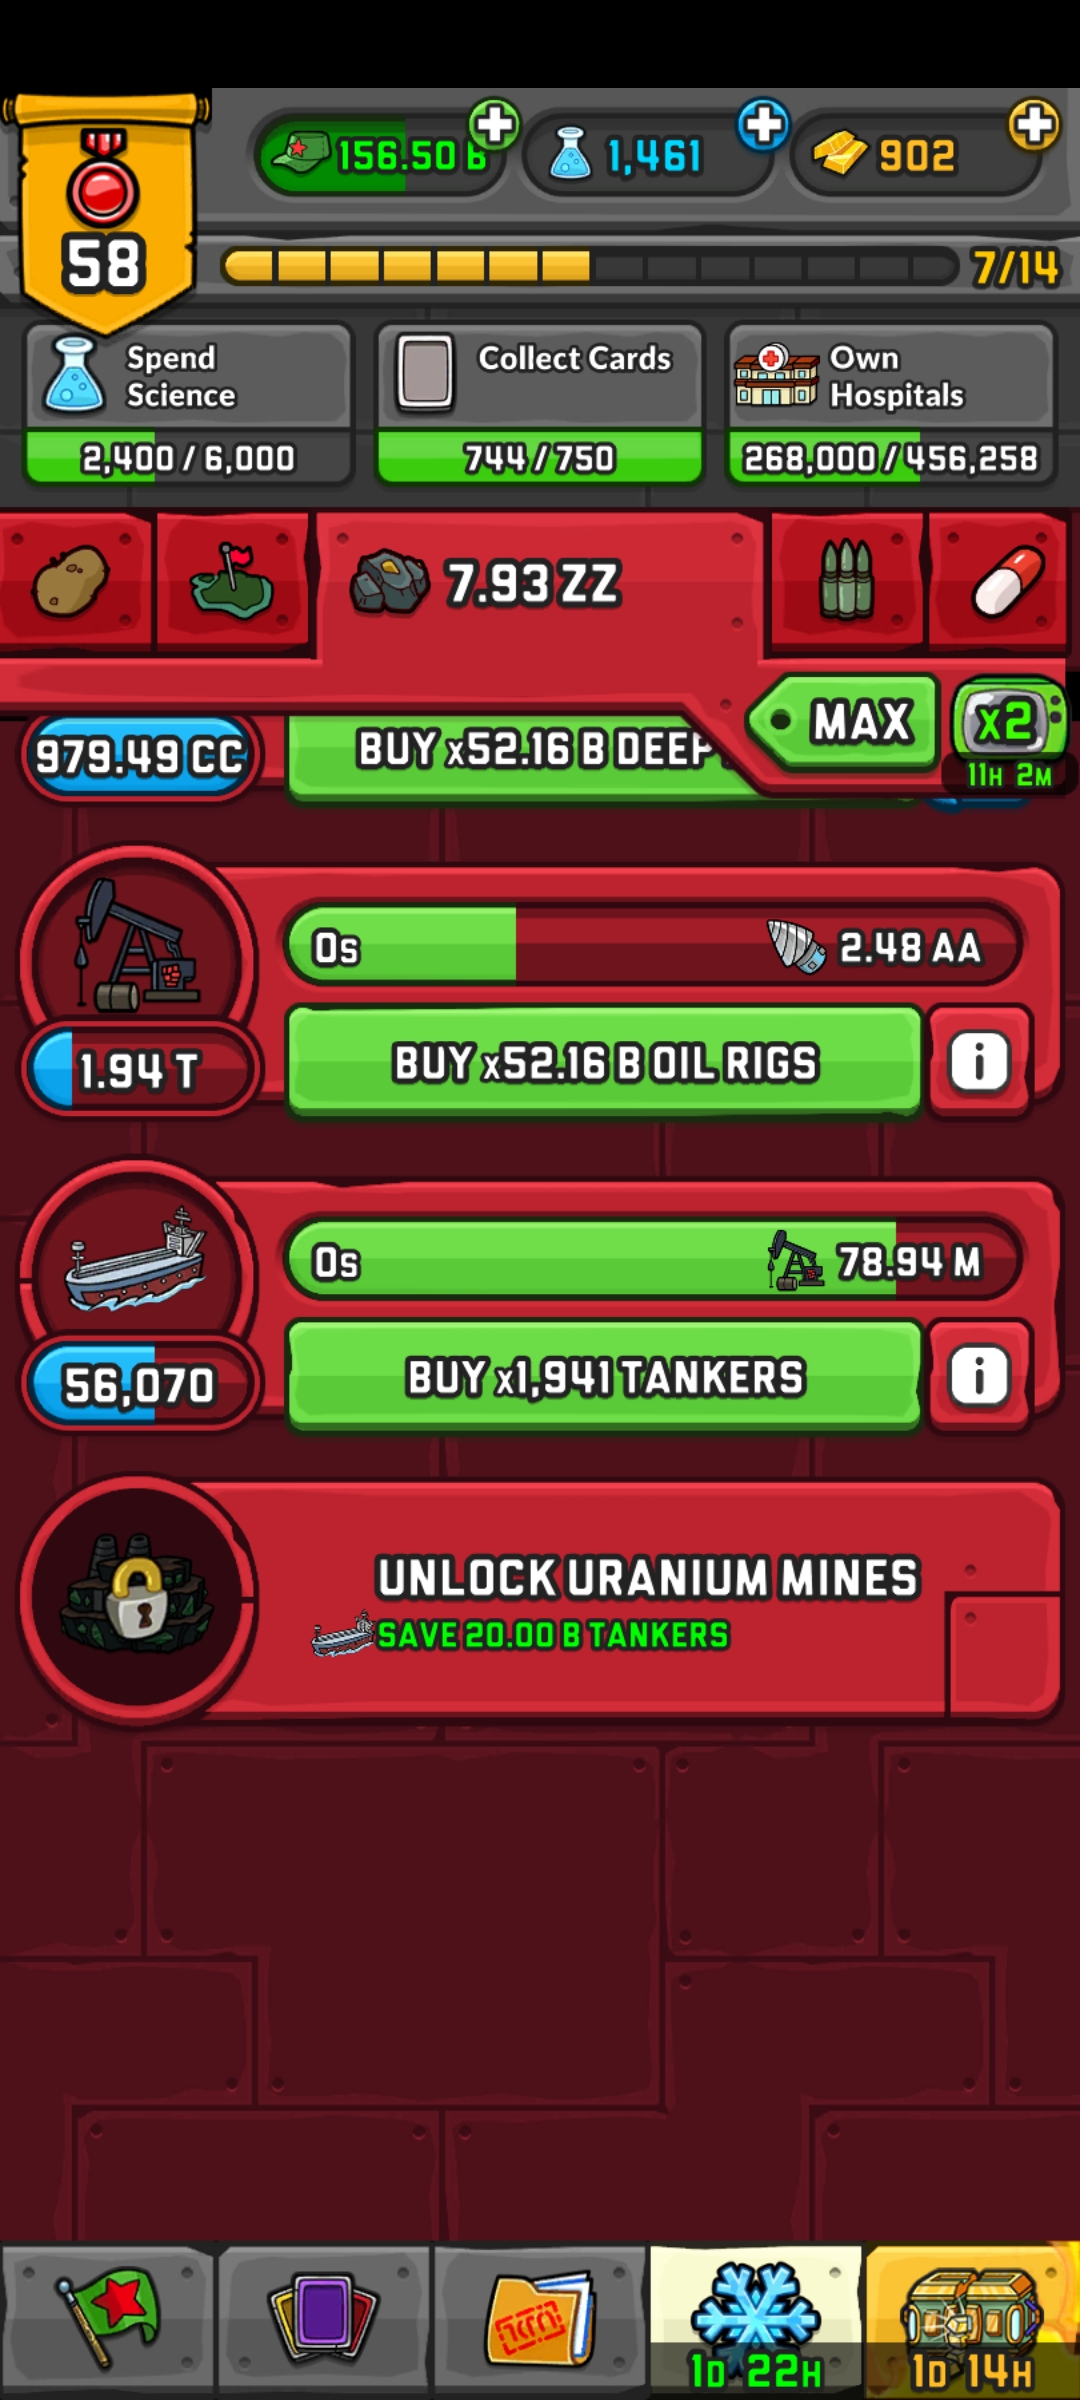 156.50 B
1,461
902
58
7/14
Spend
Science
Collect Cards
Own
Hospitals
2,400 / 6,000
744 / 750
268,000 / 456,258
7.93 ZZ
MAX
x2
11H 2M
979.49 CC
BUY x52.16 B DEEP
0s
2.48 AA
1.94 T
BUY x52.16 B OIL RIGS
i
0s
78.94 M
56,070
BUY x1,941 TANKERS
i
UNLOCK URANIUM MINES
SAVE 20.00 B TANKERS
1D 22H
1D 14H